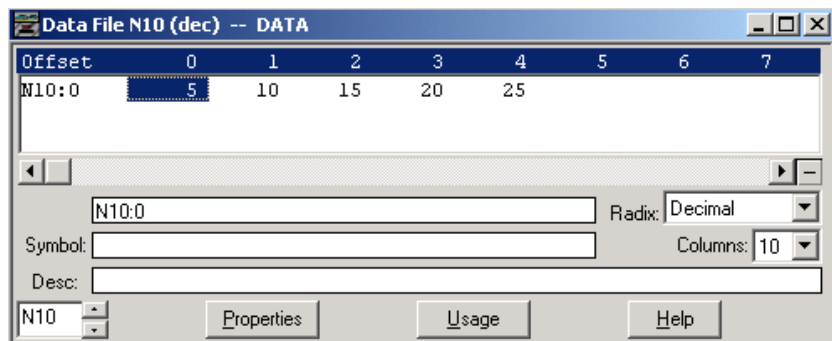 Data File N10 (dec) -- DATA
Offset 0 1 2 3 4 5 6 7
N10:0 5 10 15 20 25
N10:0 Radix: Decimal
Symbol: Columns: 10
Desc:
N10 Properties Usage Help